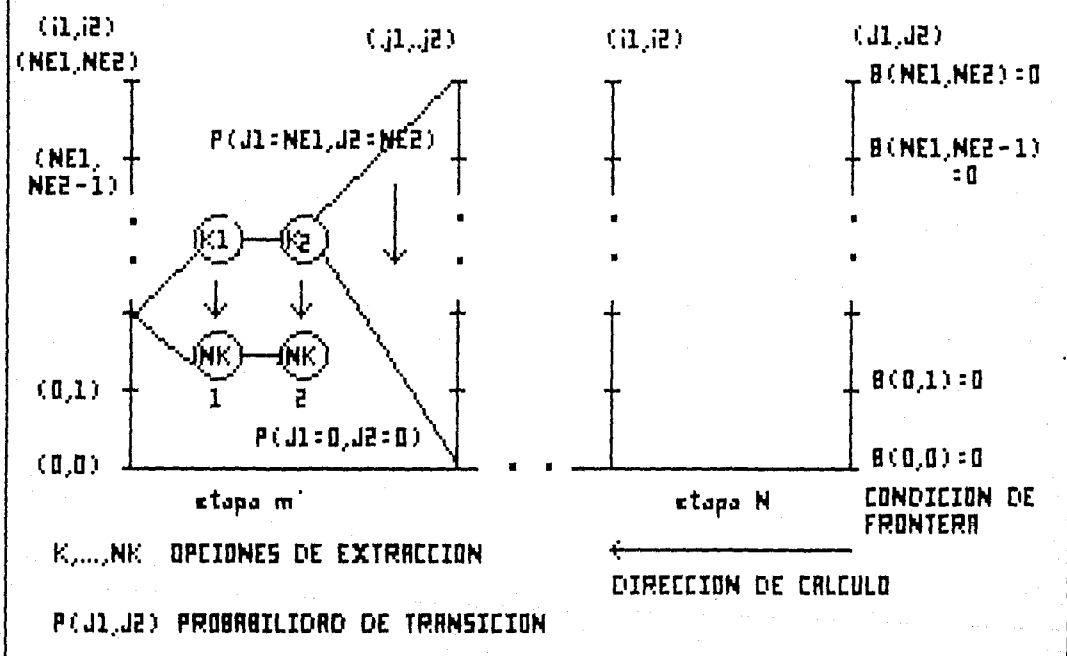 (i1,i2)
(j1,j2)
(i1,i2)
(J1,J2)
(NE1,NE2)
B(NE1,NE2)=0
P(J1=NE1,J2=NE2)
(NE1,
NE2-1)
B(NE1,NE2-1)
=0
K1
K2
NK
NK
1
2
(0,1)
B(0,1)=0
P(J1=0,J2=0)
(0,0)
B(0,0)=0
etapa m
etapa N
CONDICION DE
FRONTERA
K,...,NK OPCIONES DE EXTRACCION
DIRECCION DE CALCULO
P(J1,J2) PROBABILIDAD DE TRANSICION